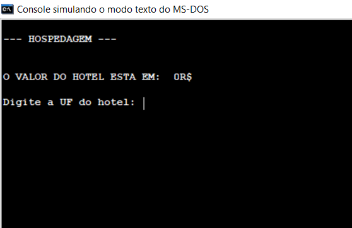 Console simulando o modo texto do MS-DOS
--- HOSPEDAGEM ---
O VALOR DO HOTEL ESTA EM:  0R$
Digite a UF do hotel: